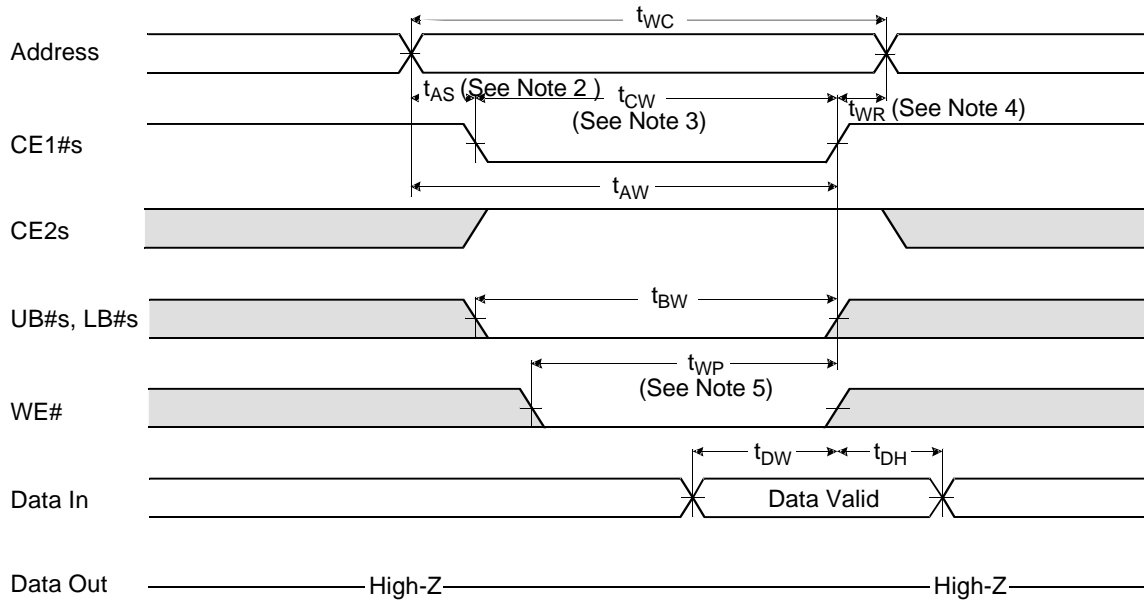 tWC
Address
tAS (See Note 2 )
tCW
(See Note 3)
tWR (See Note 4)
CE1#s
tAW
CE2s
tBW
UB#s, LB#s
tWP
(See Note 5)
WE#
tDW
tDH
Data In
Data Valid
Data Out
High-Z
High-Z